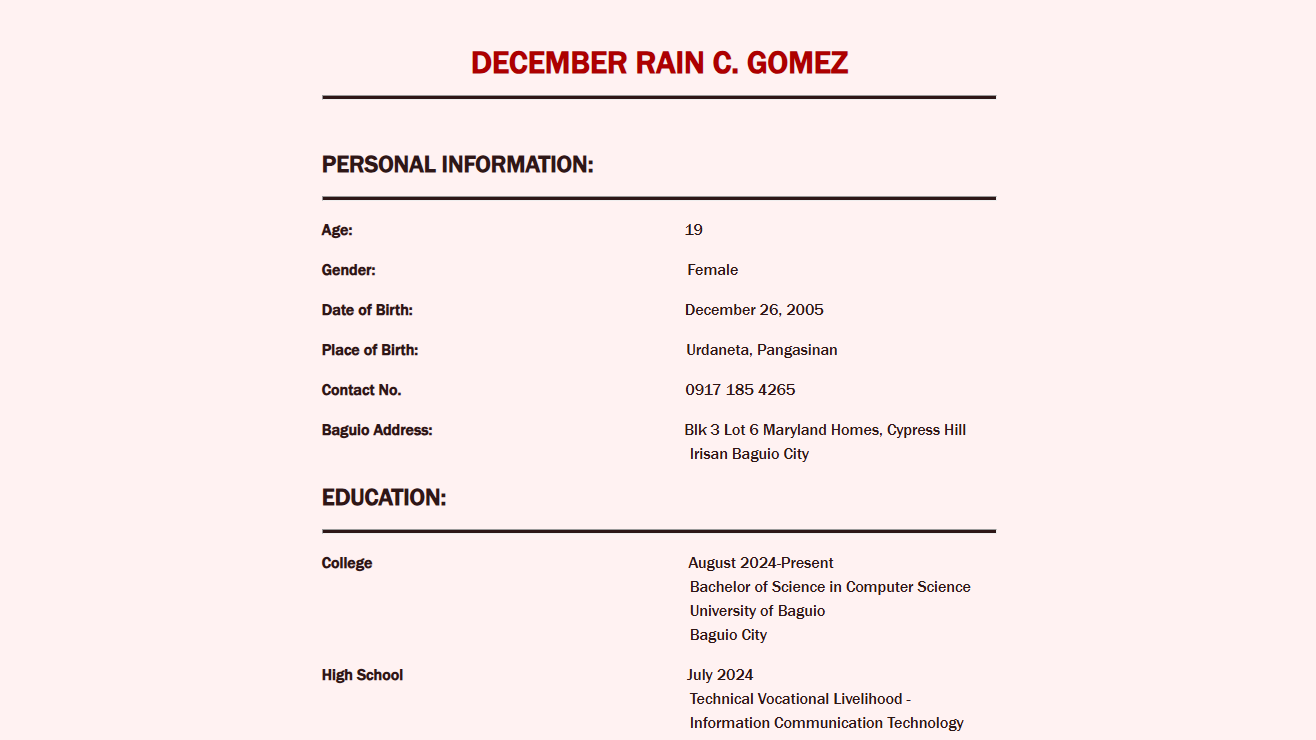 DECEMBER RAIN C. GOMEZ
PERSONAL INFORMATION:
Age: 19
Gender: Female
Date of Birth: December 26, 2005
Place of Birth: Urdaneta, Pangasinan
Contact No. 0917 185 4265
Baguio Address: Blk 3 Lot 6 Maryland Homes, Cypress Hill
Irisan Baguio City
EDUCATION:
College August 2024-Present
Bachelor of Science in Computer Science
University of Baguio
Baguio City
High School July 2024
Technical Vocational Livelihood -
Information Communication Technology